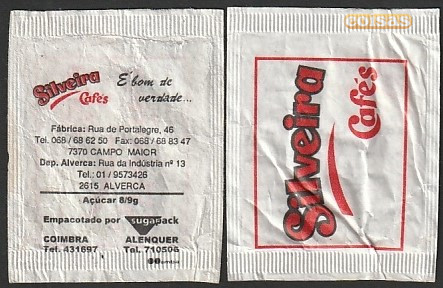 Silveira
Cafés
É bom de
verdade...
Fábrica: Rua de Portalegre, 46
Tel. 068 / 68 62 50 Fax: 068 / 68 83 47
7370 CAMPO MAIOR
Dep. Alverca: Rua da Indústria nº 13
Tel.: 01 / 9573426
2615 ALVERCA
Açúcar 8/9g
Empacotado por sugapack
COIMBRA ALENQUER
Tel. 431697 Tel. 710506
coisas
Silveira
Cafés